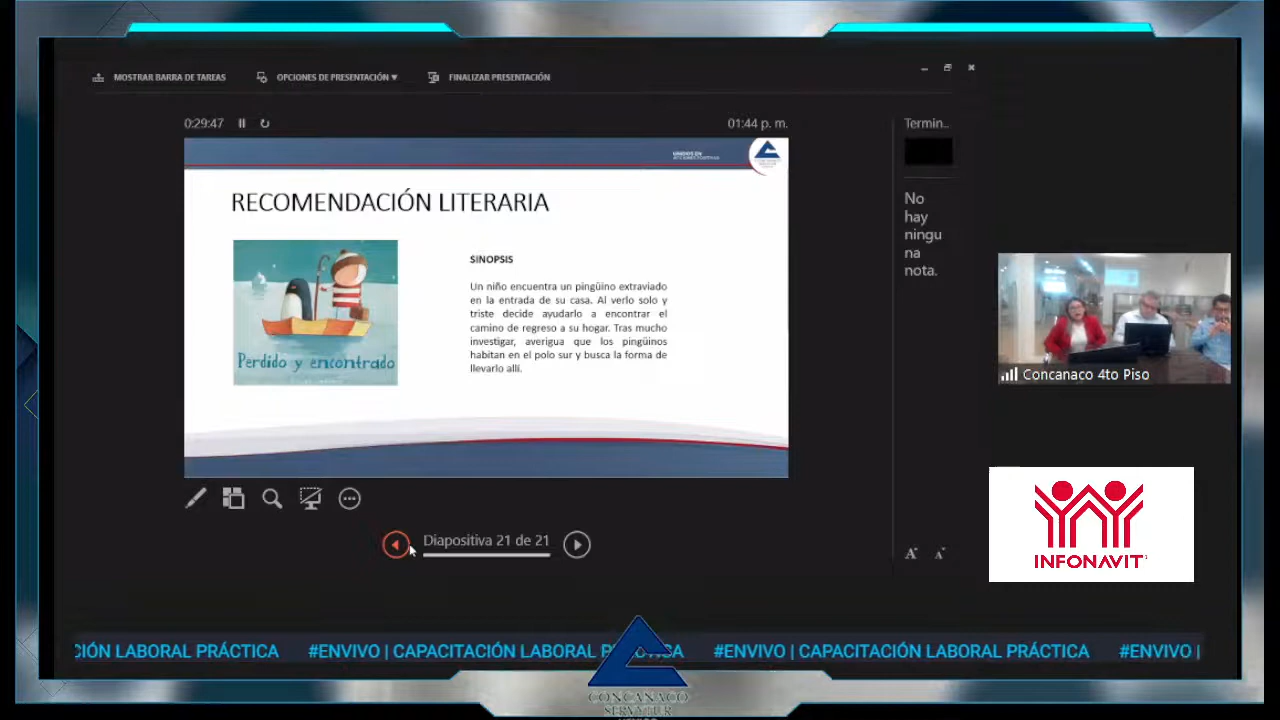 MOSTRAR BARRA DE TAREAS
OPCIONES DE PRESENTACIÓN ▼
FINALIZAR PRESENTACIÓN
0:29:47
01:44 p. m.
Termin..
UNIDOS EN
RECOMENDACIÓN LITERARIA
Perdido y encontrado
SINOPSIS
Un niño encuentra un pingüino extraviado
en la entrada de su casa. Al verlo solo y
triste decide ayudarlo a encontrar el
camino de regreso a su hogar. Tras mucho
investigar, averigua que los pingüinos
habitan en el polo sur y busca la forma de
llevarlo allí.
No
hay
ningu
na
nota.
Concanaco 4to Piso
INFONAVIT
Diapositiva 21 de 21
CIÓN LABORAL PRÁCTICA #ENVIVO | CAPACITACIÓN LABORAL PRÁCTICA #ENVIVO | CAPACITACIÓN LABORAL PRÁCTICA #ENVIVO |
CONCANACO
SERVYTUR